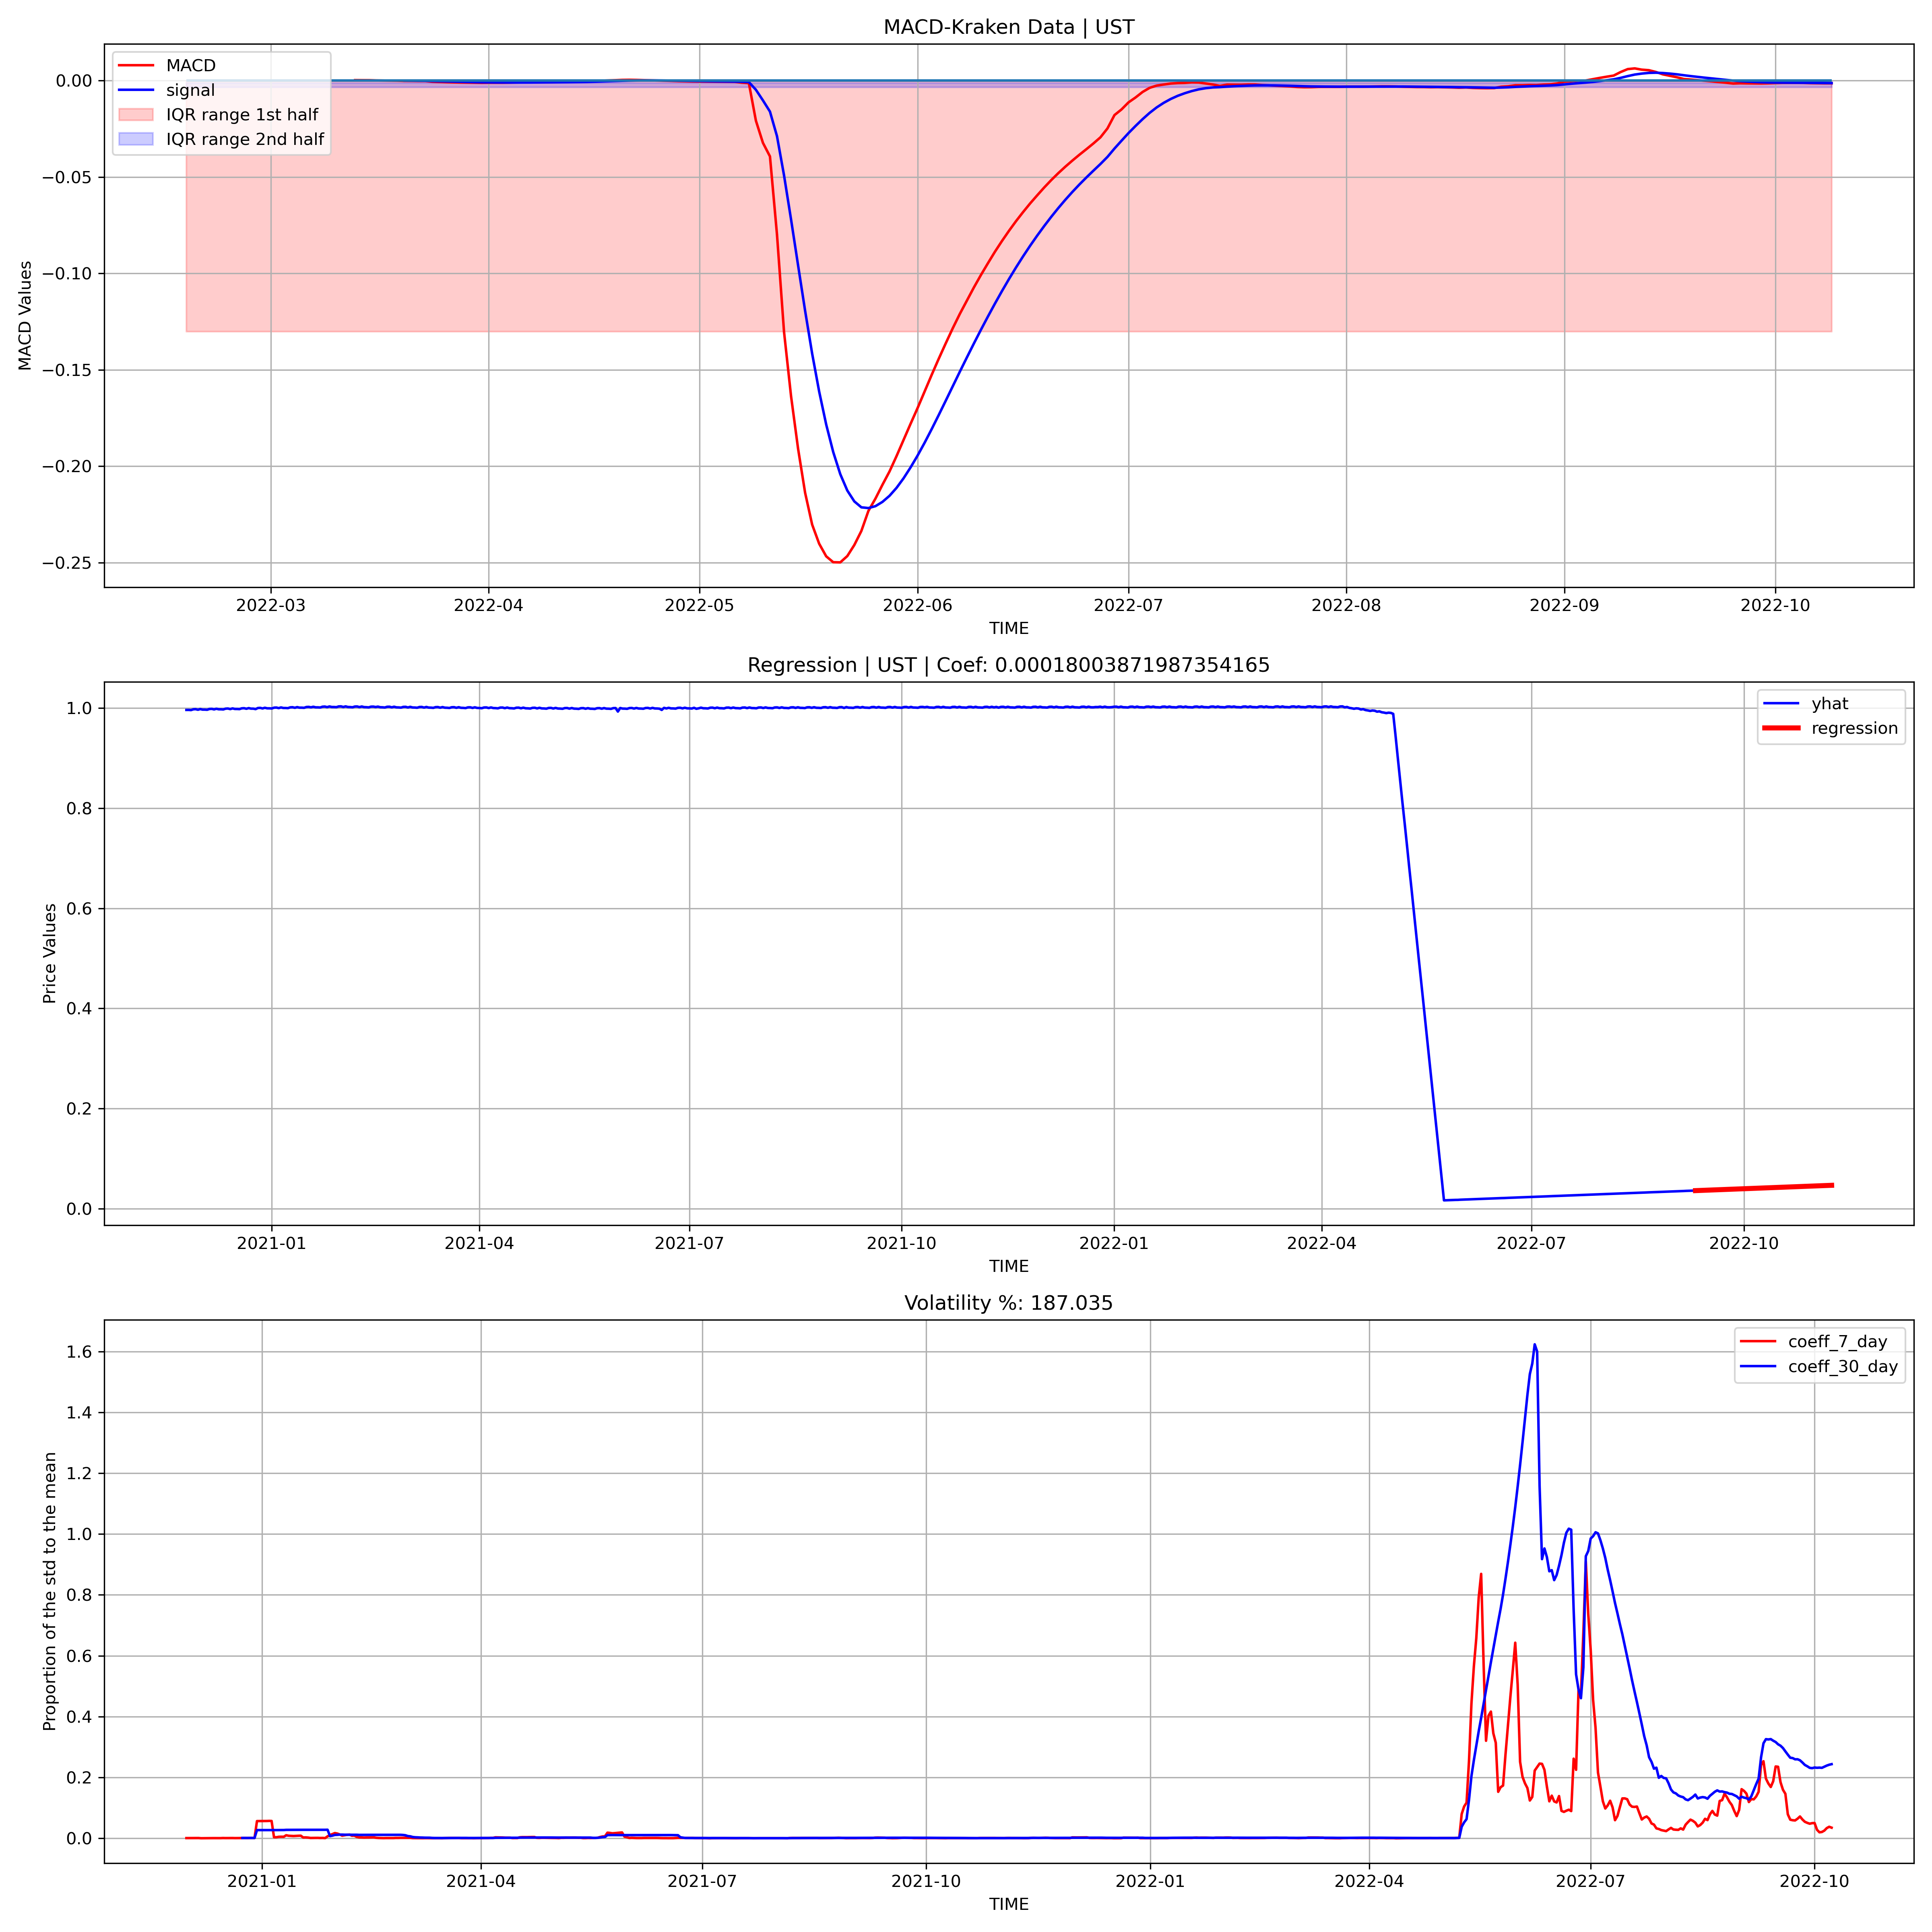 MACD-Kraken Data | UST
MACD
signal
IQR range 1st half
IQR range 2nd half
MACD Values
0.00
−0.05
−0.10
−0.15
−0.20
−0.25
2022-03 2022-04 2022-05 2022-06 2022-07 2022-08 2022-09 2022-10
TIME
Regression | UST | Coef: 0.00018003871987354165
yhat
regression
Price Values
1.0
0.8
0.6
0.4
0.2
0.0
2021-01 2021-04 2021-07 2021-10 2022-01 2022-04 2022-07 2022-10
TIME
Volatility %: 187.035
coeff_7_day
coeff_30_day
Proportion of the std to the mean
1.6
1.4
1.2
1.0
0.8
0.6
0.4
0.2
0.0
2021-01 2021-04 2021-07 2021-10 2022-01 2022-04 2022-07 2022-10
TIME